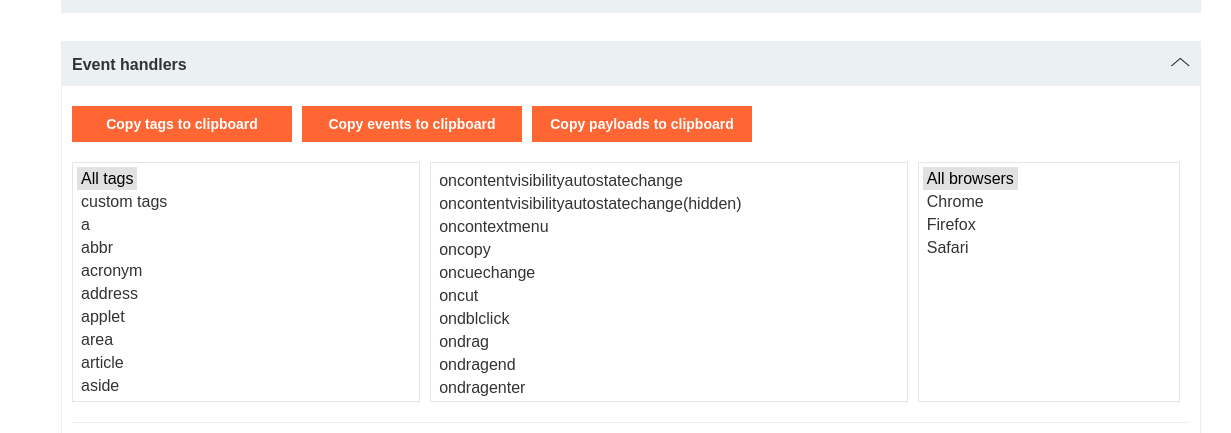 Event handlers
Copy tags to clipboard
Copy events to clipboard
Copy payloads to clipboard
All tags
custom tags
a
abbr
acronym
address
applet
area
article
aside
oncontentvisibilityautostatechange
oncontentvisibilityautostatechange(hidden)
oncontextmenu
oncopy
oncuechange
oncut
ondblclick
ondrag
ondragend
ondragenter
All browsers
Chrome
Firefox
Safari